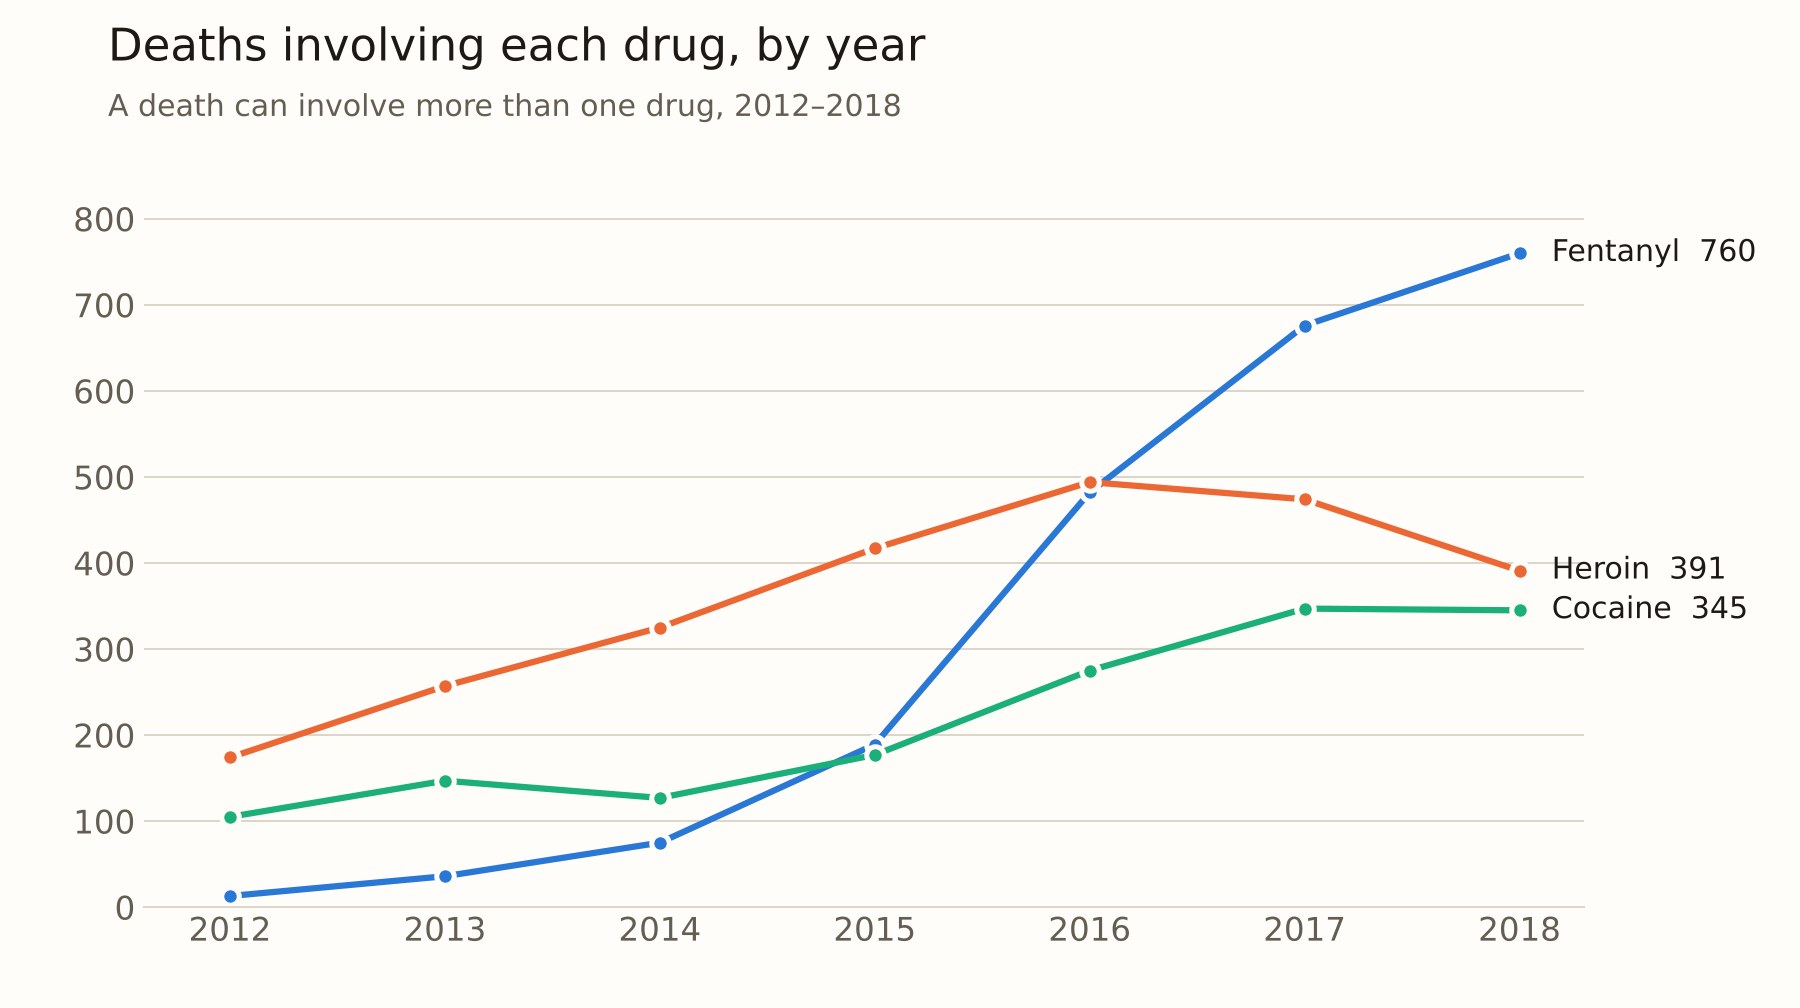 Deaths involving each drug, by year
A death can involve more than one drug, 2012–2018
800
700
600
500
400
300
200
100
0
Fentanyl 760
Heroin 391
Cocaine 345
2012 2013 2014 2015 2016 2017 2018